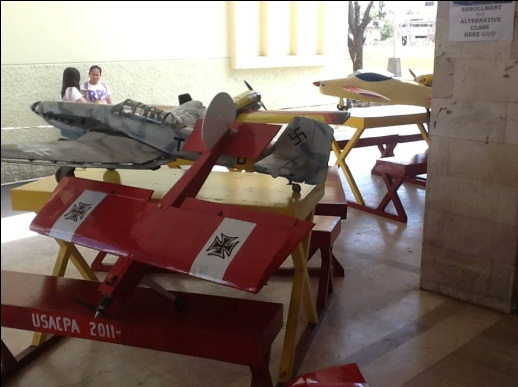 ENROLLMENT
ALTERNATIVE
CLASS
HERE
USACPA 2011-